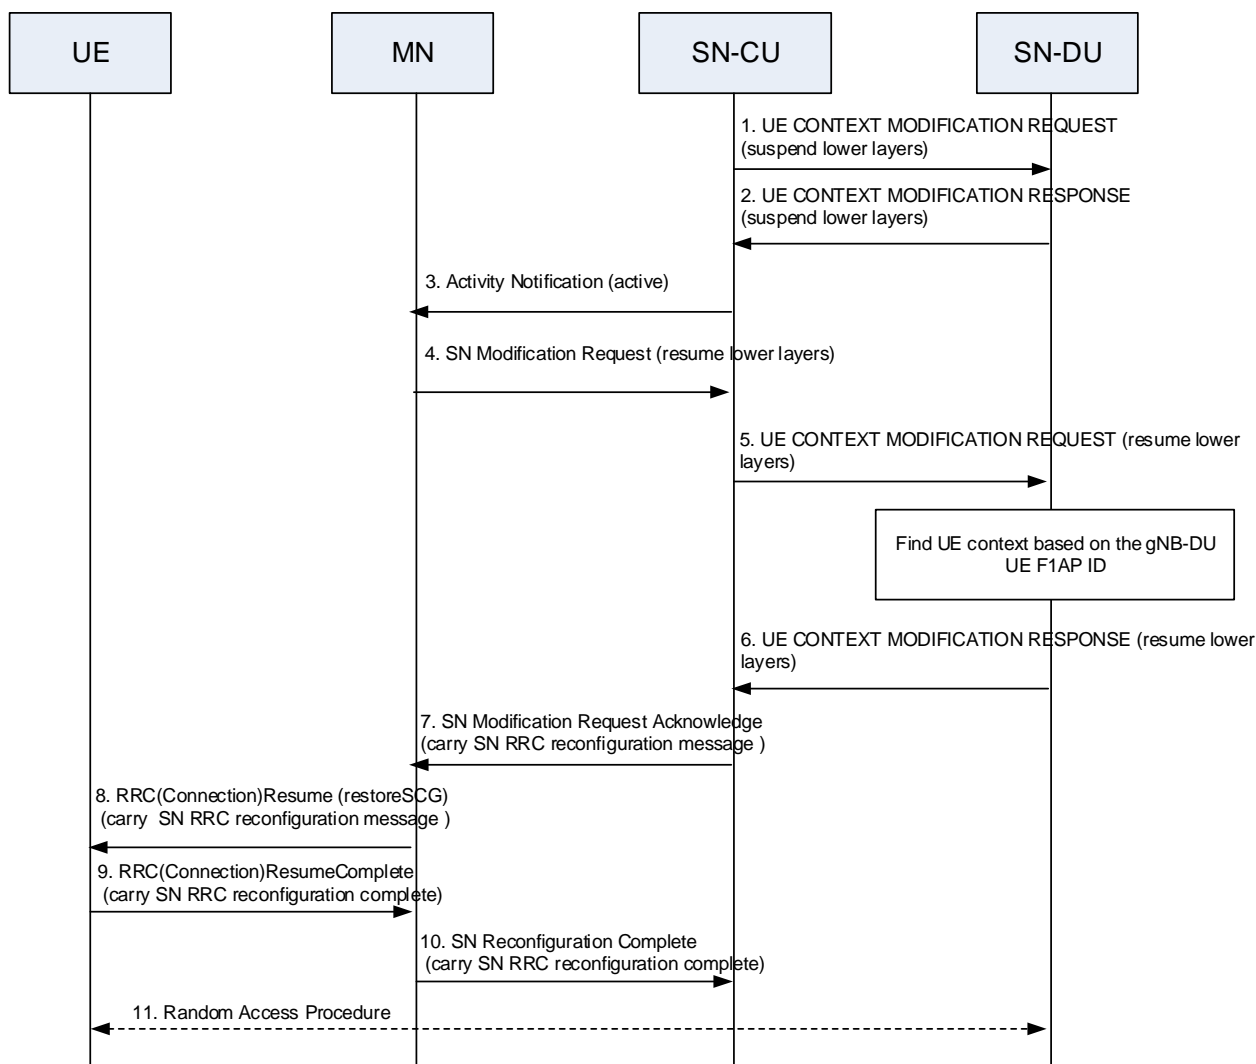 UE
MN
SN-CU
SN-DU
1. UE CONTEXT MODIFICATION REQUEST
(suspend lower layers)
2. UE CONTEXT MODIFICATION RESPONSE
(suspend lower layers)
3. Activity Notification (active)
4. SN Modification Request (resume lower layers)
5. UE CONTEXT MODIFICATION REQUEST (resume lower
layers)
Find UE context based on the gNB-DU
UE F1AP ID
6. UE CONTEXT MODIFICATION RESPONSE (resume lower
layers)
7. SN Modification Request Acknowledge
(carry SN RRC reconfiguration message )
8. RRC(Connection)Resume (restoreSCG)
(carry SN RRC reconfiguration message )
9. RRC(Connection)ResumeComplete
(carry SN RRC reconfiguration complete)
10. SN Reconfiguration Complete
(carry SN RRC reconfiguration complete)
11. Random Access Procedure